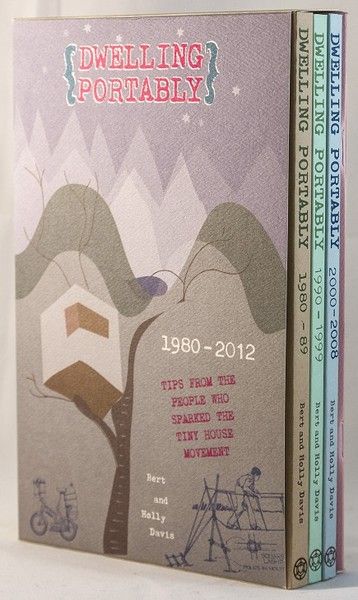 DWELLING
PORTABLY
1980-2012
TIPS FROM THE
PEOPLE WHO
SPARKED THE
TINY HOUSE
MOVEMENT
Bert
and
Holly
Davis
DWELLING PORTABLY 1980-89 Bert and Holly Davis
DWELLING PORTABLY 1990-1999 Bert and Holly Davis
DWELLING PORTABLY 2000-2008 Bert and Holly Davis